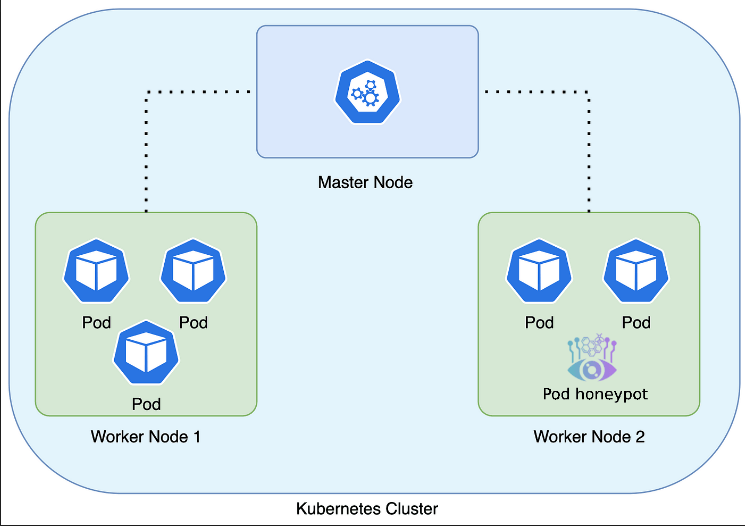 Master Node
Pod Pod
Pod
Worker Node 1
Pod Pod
Pod honeypot
Worker Node 2
Kubernetes Cluster